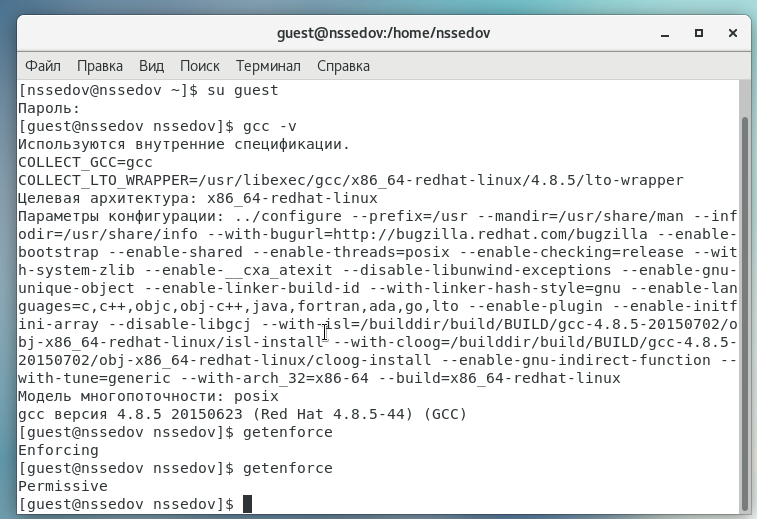 guest@nssedov:/home/nssedov
Файл Правка Вид Поиск Терминал Справка
[nssedov@nssedov ~]$ su guest
Пароль:
[guest@nssedov nssedov]$ gcc -v
Используются внутренние спецификации.
COLLECT_GCC=gcc
COLLECT_LTO_WRAPPER=/usr/libexec/gcc/x86_64-redhat-linux/4.8.5/lto-wrapper
Целевая архитектура: x86_64-redhat-linux
Параметры конфигурации: ../configure --prefix=/usr --mandir=/usr/share/man --inf
odir=/usr/share/info --with-bugurl=http://bugzilla.redhat.com/bugzilla --enable-
bootstrap --enable-shared --enable-threads=posix --enable-checking=release --wit
h-system-zlib --enable-__cxa_atexit --disable-libunwind-exceptions --enable-gnu-
unique-object --enable-linker-build-id --with-linker-hash-style=gnu --enable-lan
guages=c,c++,objc,obj-c++,java,fortran,ada,go,lto --enable-plugin --enable-initf
ini-array --disable-libgcj --with-isl=/builddir/build/BUILD/gcc-4.8.5-20150702/o
bj-x86_64-redhat-linux/isl-install --with-cloog=/builddir/build/BUILD/gcc-4.8.5-
20150702/obj-x86_64-redhat-linux/cloog-install --enable-gnu-indirect-function --
with-tune=generic --with-arch_32=x86-64 --build=x86_64-redhat-linux
Модель многопоточности: posix
gcc версия 4.8.5 20150623 (Red Hat 4.8.5-44) (GCC)
[guest@nssedov nssedov]$ getenforce
Enforcing
[guest@nssedov nssedov]$ getenforce
Permissive
[guest@nssedov nssedov]$